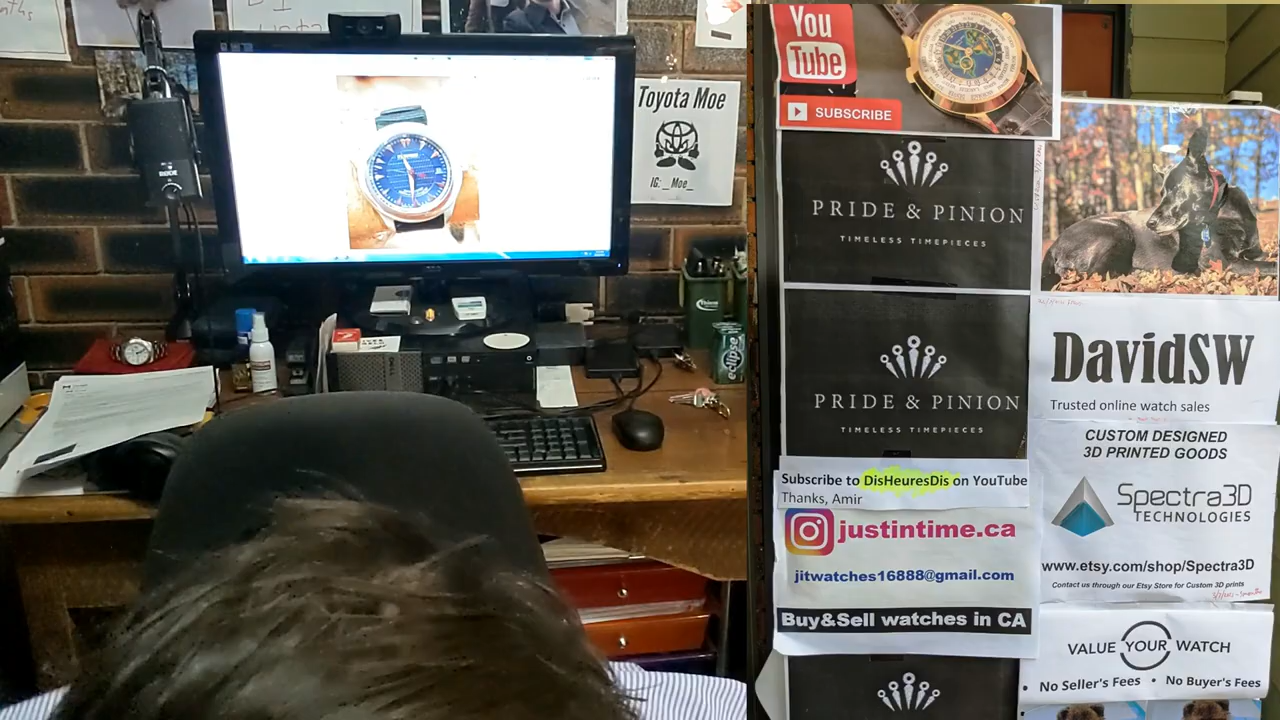 Toyota Moe
IG: _Moe_
RØDE
eclipse
You
Tube
SUBSCRIBE
PRIDE & PINION
TIMELESS TIMEPIECES
PRIDE & PINION
TIMELESS TIMEPIECES
Subscribe to DisHeuresDis on YouTube
Thanks, Amir
justintime.ca
jitwatches16888@gmail.com
Buy&Sell watches in CA
DavidSW
Trusted online watch sales
CUSTOM DESIGNED
3D PRINTED GOODS
Spectra3D
TECHNOLOGIES
www.etsy.com/shop/Spectra3D
Contact us through our Etsy Store for Custom 3D prints
VALUE YOUR WATCH
• No Seller's Fees • No Buyer's Fees